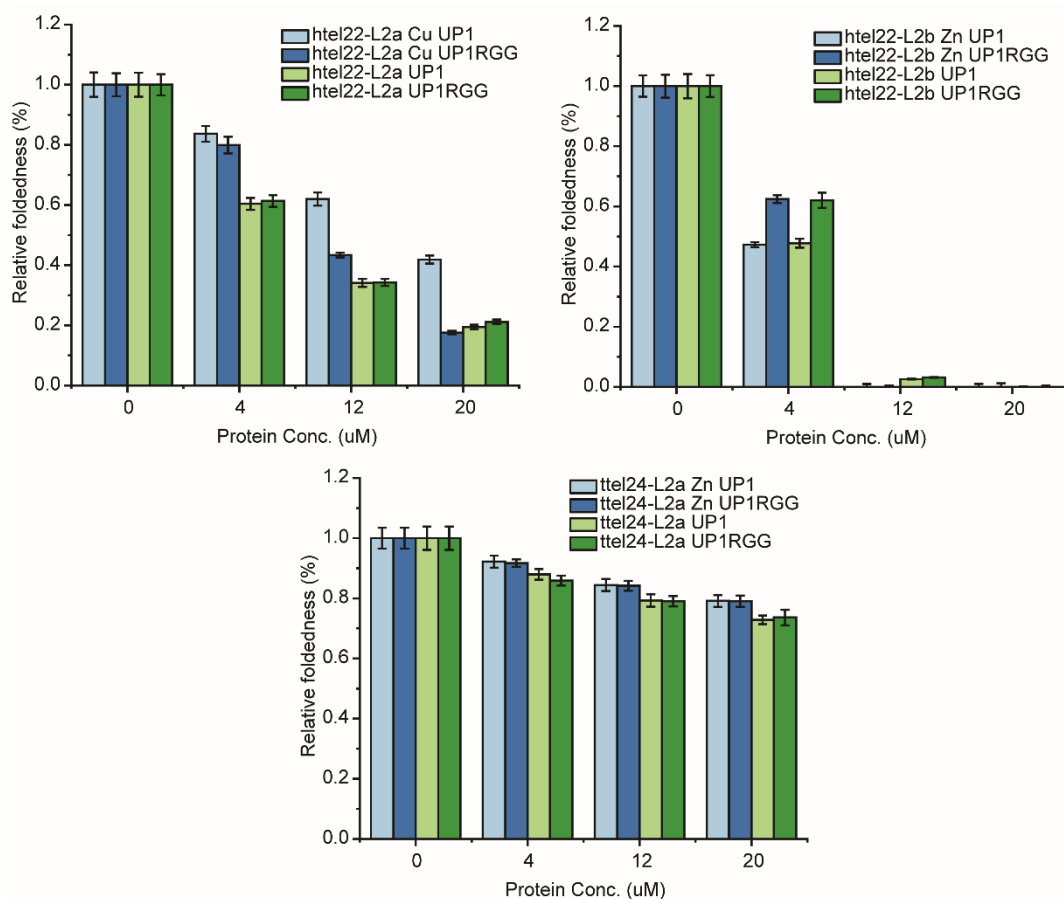 htel22-L2a Cu UP1
htel22-L2a Cu UP1RGG
htel22-L2a UP1
htel22-L2a UP1RGG
Relative foldedness (%)
1.2
1.0
0.8
0.6
0.4
0.2
0.0
0 4 12 20
Protein Conc. (uM)
htel22-L2b Zn UP1
htel22-L2b Zn UP1RGG
htel22-L2b UP1
htel22-L2b UP1RGG
Relative foldedness (%)
1.2
1.0
0.8
0.6
0.4
0.2
0.0
0 4 12 20
Protein Conc. (uM)
ttel24-L2a Zn UP1
ttel24-L2a Zn UP1RGG
ttel24-L2a UP1
ttel24-L2a UP1RGG
Relative foldedness (%)
1.2
1.0
0.8
0.6
0.4
0.2
0.0
0 4 12 20
Protein Conc. (uM)